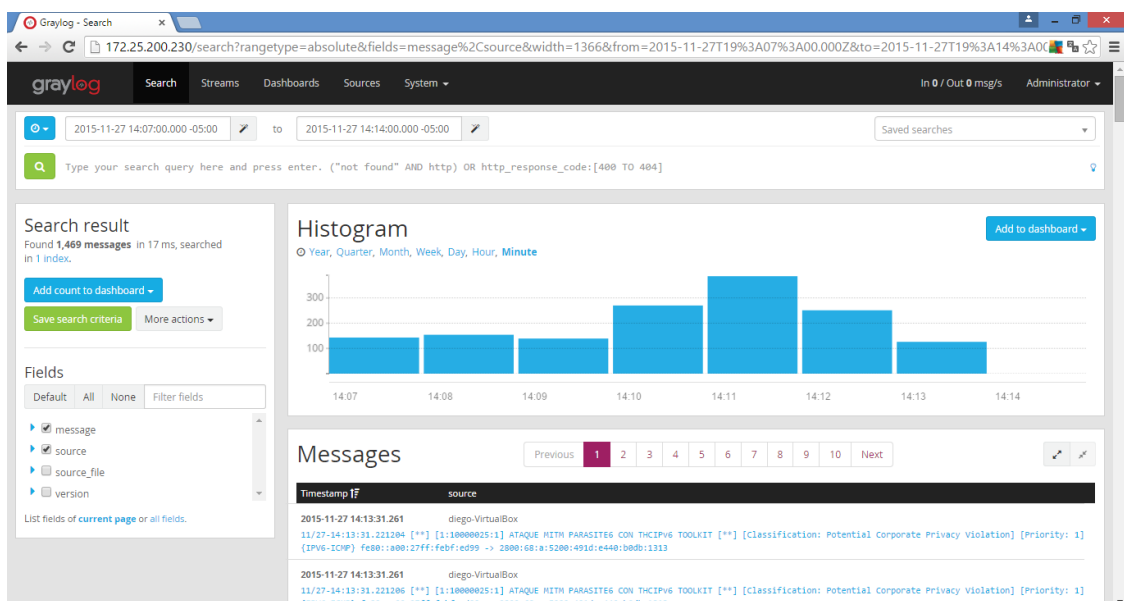 Graylog - Search
172.25.200.230/search?rangetype=absolute&fields=message%2Csource&width=1366&from=2015-11-27T19%3A07%3A00.000Z&to=2015-11-27T19%3A14%3A0
graylog Search Streams Dashboards Sources System In 0 / Out 0 msg/s Administrator
2015-11-27 14:07:00.000 -05:00 to 2015-11-27 14:14:00.000 -05:00 Saved searches
Type your search query here and press enter. ("not found" AND http) OR http_response_code:[400 TO 404]
Search result
Found 1,469 messages in 17 ms, searched
in 1 index.
Add count to dashboard
Save search criteria More actions
Fields
Default All None Filter fields
message
source
source_file
version
List fields of current page or all fields.
Histogram
Add to dashboard
Year, Quarter, Month, Week, Day, Hour, Minute
300
200
100
14:07 14:08 14:09 14:10 14:11 14:12 14:13 14:14
Messages
Previous 1 2 3 4 5 6 7 8 9 10 Next
Timestamp source
2015-11-27 14:13:31.261 diego-VirtualBox
11/27-14:13:31.221204 [**] [1:10000025:1] ATAQUE MITM PARASITE6 CON THCIPv6 TOOLKIT [**] [Classification: Potential Corporate Privacy Violation] [Priority: 1]
{IPV6-ICMP} fe80::a00:27ff:febf:ed99 -> 2800:68:a:5200:491d:e440:b0db:1313
2015-11-27 14:13:31.261 diego-VirtualBox
11/27-14:13:31.221206 [**] [1:10000025:1] ATAQUE MITM PARASITE6 CON THCIPv6 TOOLKIT [**] [Classification: Potential Corporate Privacy Violation] [Priority: 1]